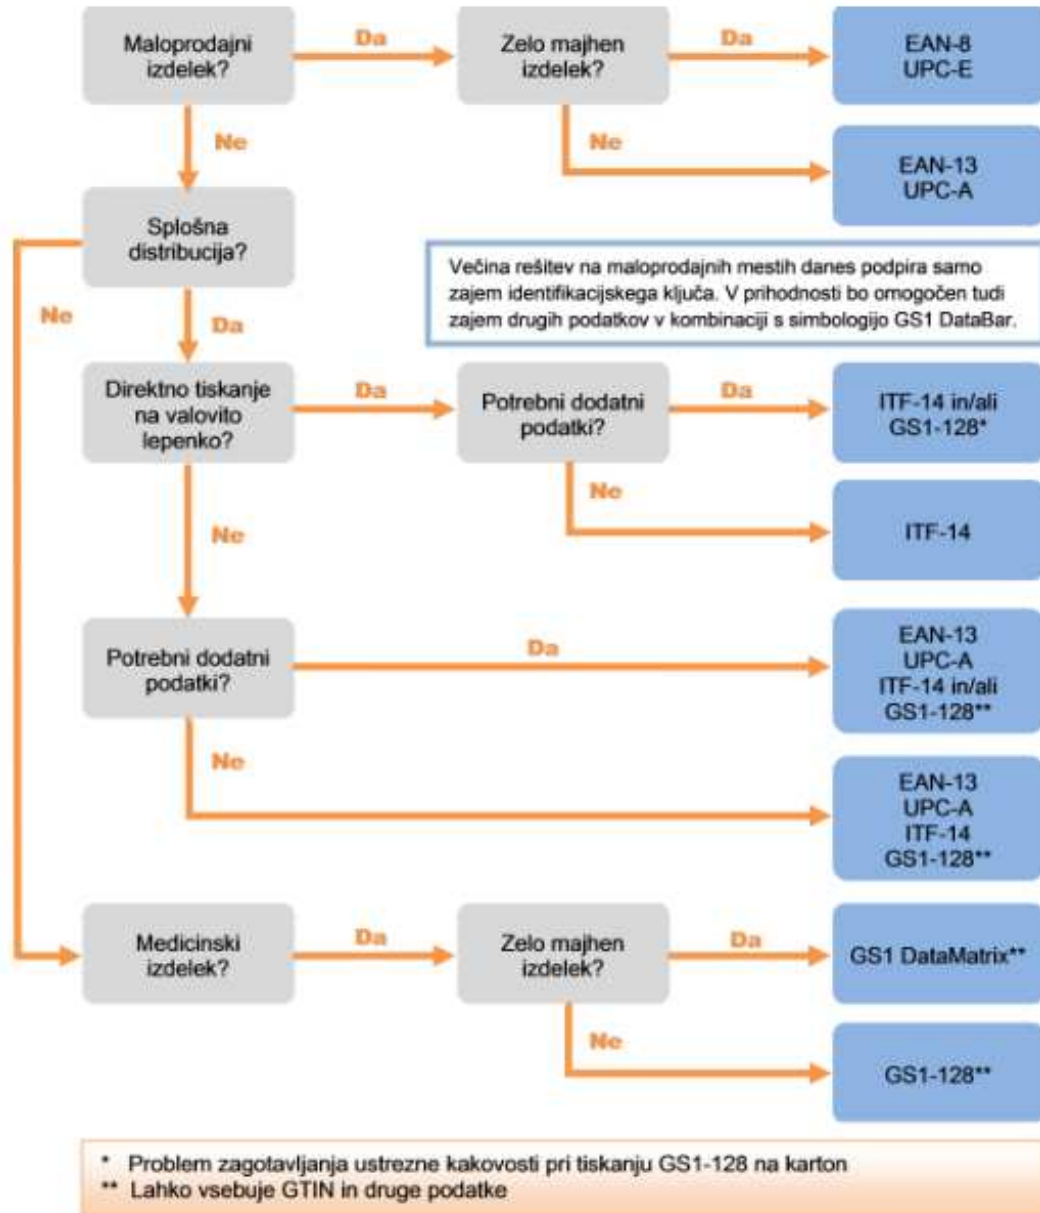 Maloprodajni
izdelek?
Da
Zelo majhen
izdelek?
Da
EAN-8
UPC-E
Ne
Ne
EAN-13
UPC-A
Splošna
distribucija?
Večina rešitev na maloprodajnih mestih danes podpira samo
zajem identifikacijskega ključa. V prihodnosti bo omogočen tudi
zajem drugih podatkov v kombinaciji s simbologijo GS1 DataBar.
Ne
Da
Direktno tiskanje
na valovito
lepenko?
Da
Potrebni dodatni
podatki?
Da
ITF-14 in/ali
GS1-128*
Ne
Ne
ITF-14
Potrebni dodatni
podatki?
Da
EAN-13
UPC-A
ITF-14 in/ali
GS1-128**
Ne
EAN-13
UPC-A
ITF-14
GS1-128**
Medicinski
izdelek?
Da
Zelo majhen
izdelek?
Da
GS1 DataMatrix**
Ne
GS1-128**
* Problem zagotavljanja ustrezne kakovosti pri tiskanju GS1-128 na karton
** Lahko vsebuje GTIN in druge podatke